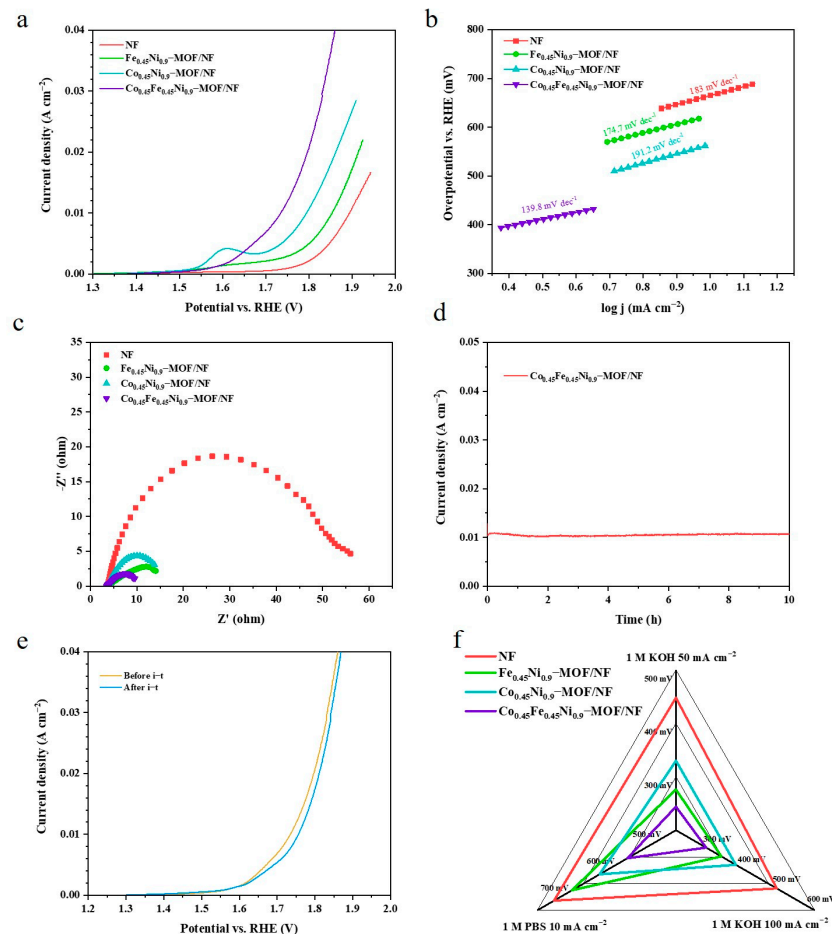 a
0.04
0.03
0.02
0.01
0.00
Current density (A cm⁻²)
NF
Fe₀.₄₅Ni₀.₉−MOF/NF
Co₀.₄₅Ni₀.₉−MOF/NF
Co₀.₄₅Fe₀.₄₅Ni₀.₉−MOF/NF
1.3 1.4 1.5 1.6 1.7 1.8 1.9 2.0
Potential vs. RHE (V)
b
800
700
600
500
400
300
Overpotential vs. RHE (mV)
NF
Fe₀.₄₅Ni₀.₉−MOF/NF
Co₀.₄₅Ni₀.₉−MOF/NF
Co₀.₄₅Fe₀.₄₅Ni₀.₉−MOF/NF
183 mV dec⁻¹
174.7 mV dec⁻¹
191.2 mV dec⁻¹
139.8 mV dec⁻¹
0.4 0.5 0.6 0.7 0.8 0.9 1.0 1.1 1.2
log j (mA cm⁻²)
c
35
30
25
20
15
10
5
0
-Z'' (ohm)
NF
Fe₀.₄₅Ni₀.₉−MOF/NF
Co₀.₄₅Ni₀.₉−MOF/NF
Co₀.₄₅Fe₀.₄₅Ni₀.₉−MOF/NF
0 10 20 30 40 50 60
Z' (ohm)
d
0.05
0.04
0.03
0.02
0.01
0.00
Current density (A cm⁻²)
Co₀.₄₅Fe₀.₄₅Ni₀.₉−MOF/NF
0 2 4 6 8 10
Time (h)
e
0.04
0.03
0.02
0.01
0.00
Current density (A cm⁻²)
Before i−t
After i−t
1.2 1.3 1.4 1.5 1.6 1.7 1.8 1.9 2.0
Potential vs. RHE (V)
f
NF
Fe₀.₄₅Ni₀.₉−MOF/NF
Co₀.₄₅Ni₀.₉−MOF/NF
Co₀.₄₅Fe₀.₄₅Ni₀.₉−MOF/NF
1 M KOH 50 mA cm⁻²
500 mV
400 mV
300 mV
500 mV
300 mV
600 mV
400 mV
700 mV
500 mV
600 mV
1 M PBS 10 mA cm⁻²
1 M KOH 100 mA cm⁻²